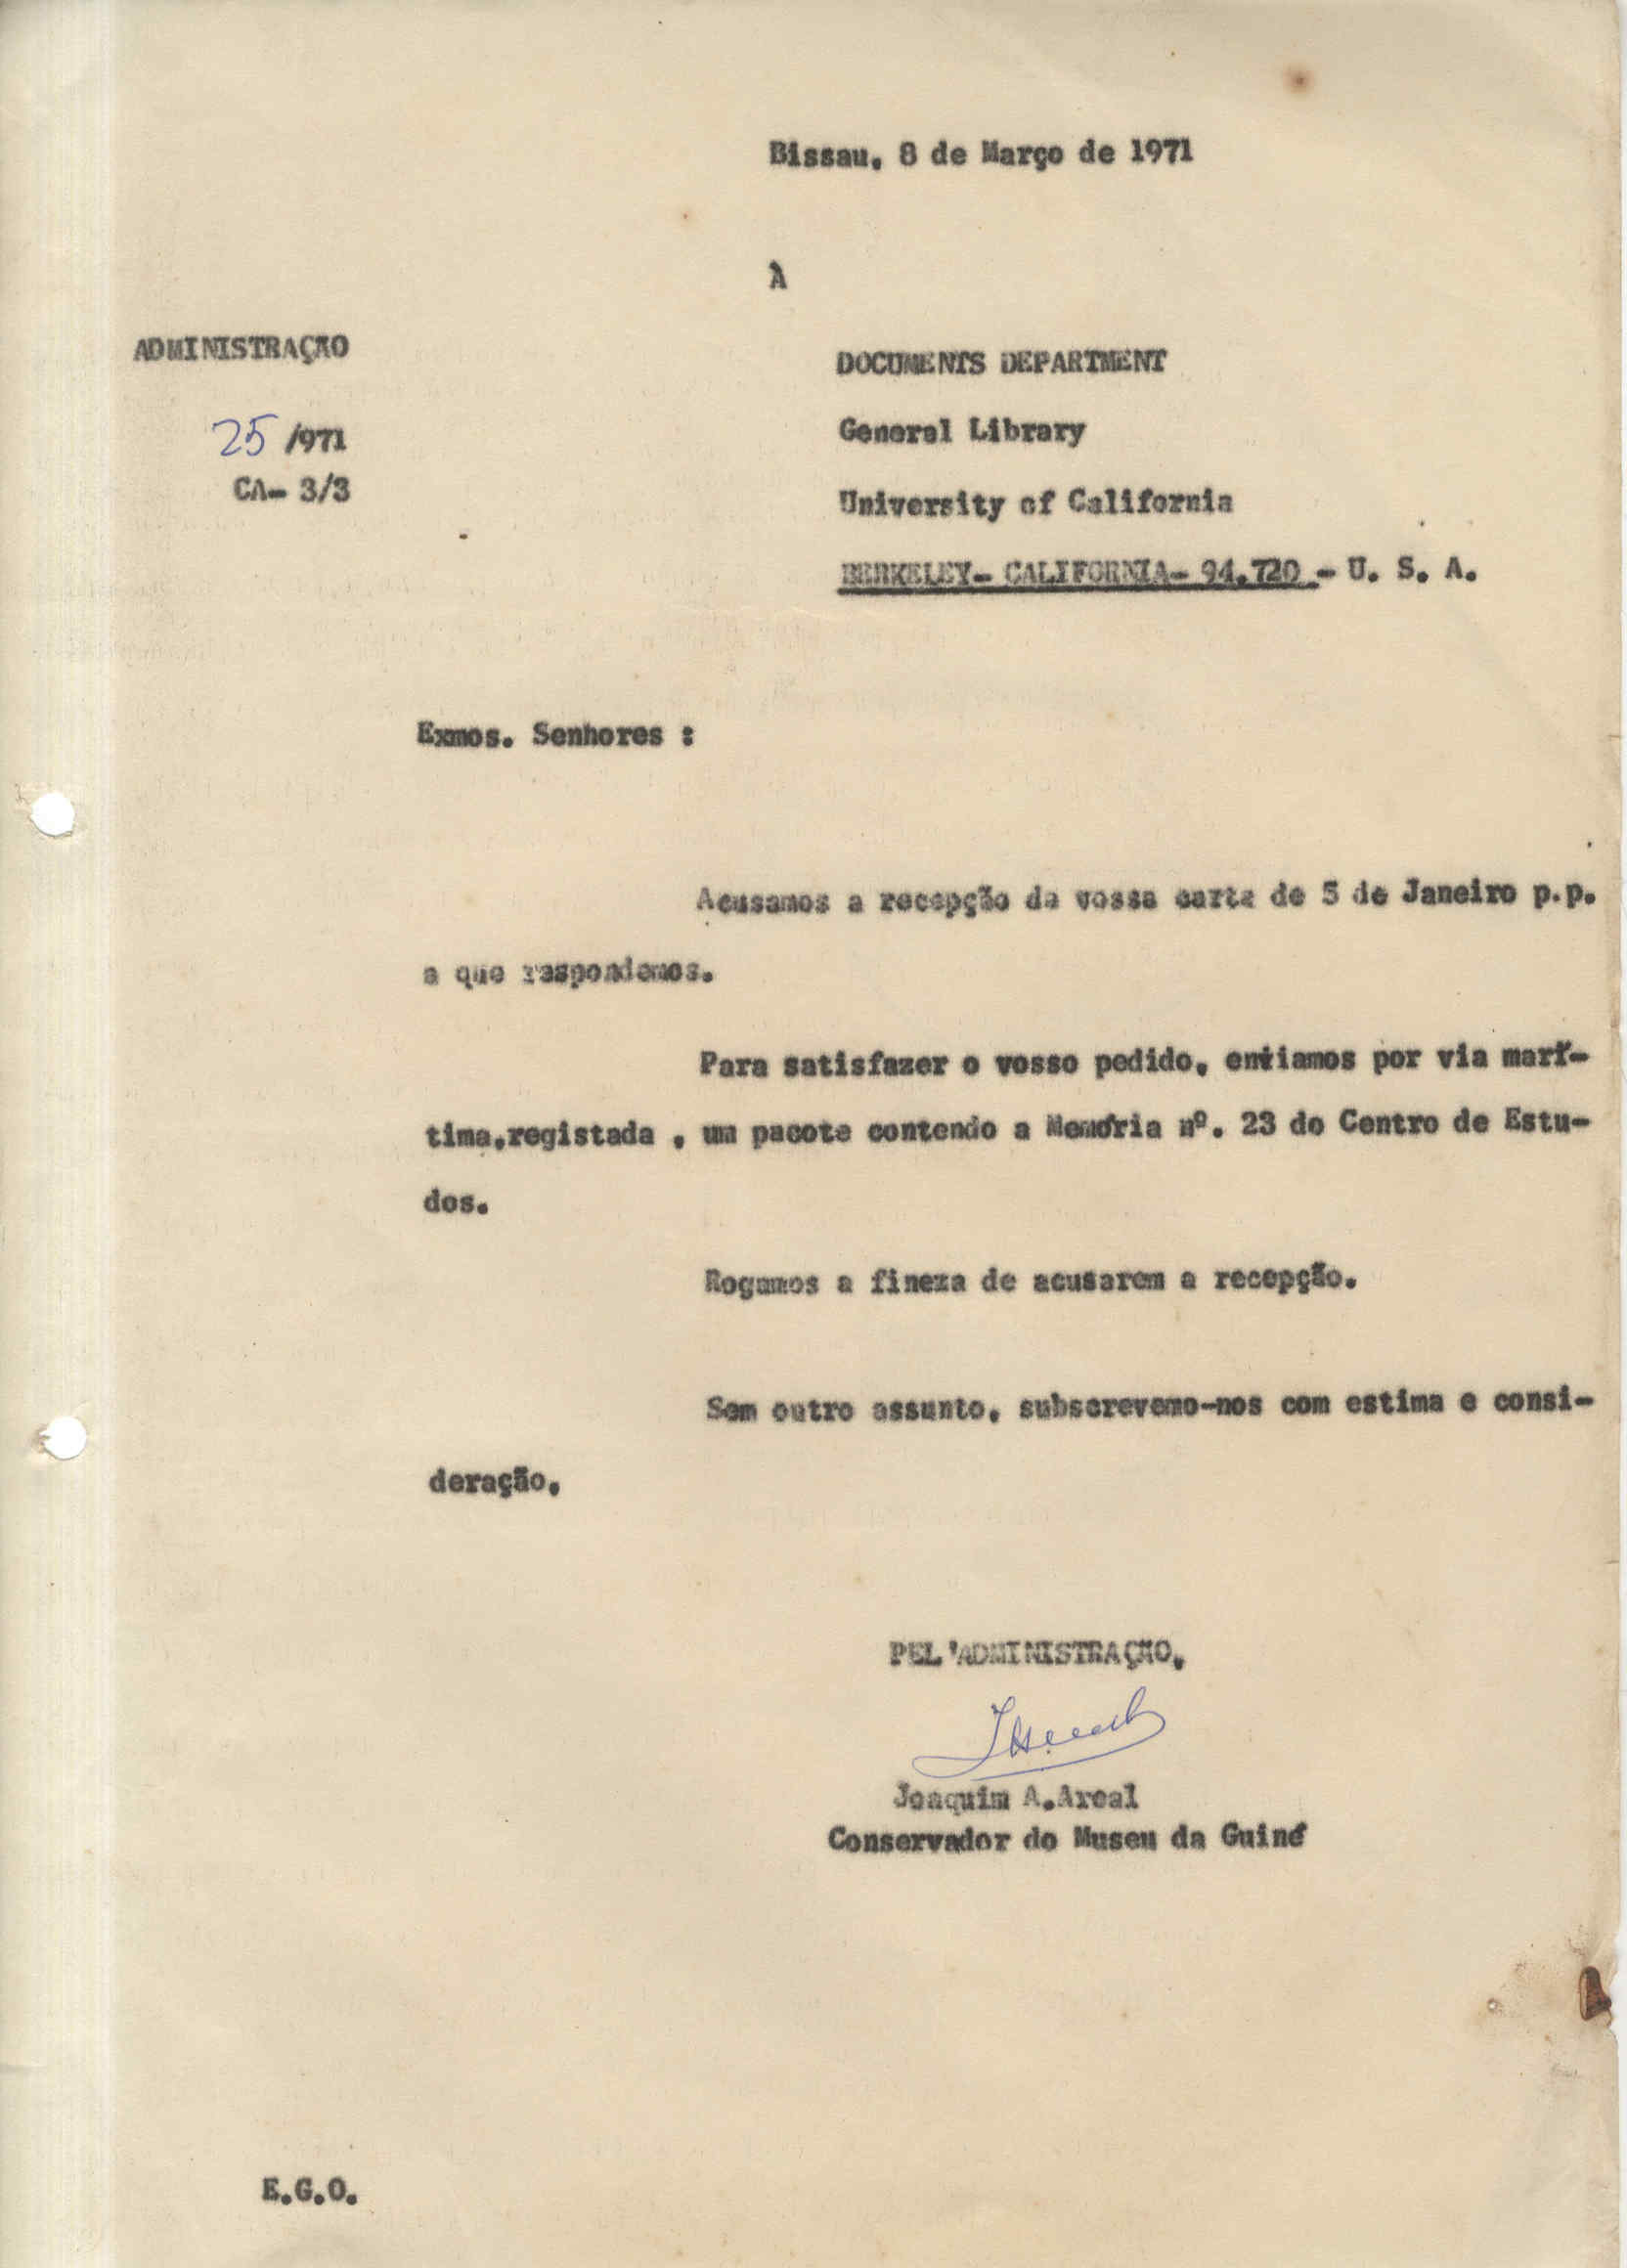 Bissau, 8 de Março de 1971
À
ADMINISTRAÇÃO
DOCUMENTS DEPARTMENT
25 /971
General Library
CA- 3/3
University of California
BERKELEY- CALIFORNIA- 94.720 - U. S. A.
Exmos. Senhores :
Acusamos a recepção da vossa carta de 5 de Janeiro p.p.
a que respondemos.
Para satisfazer o vosso pedido, enviamos por via marí-
tima,registada , um pacote contendo a Memória nº. 23 do Centro de Estu-
dos.
Rogamos a fineza de acusarem a recepção.
Sem outro assunto, subscrevemo-nos com estima e consi-
deração,
PEL'ADMINISTRAÇÃO,
Joaquim A.Areal
Conservador do Museu da Guiné
E.G.O.